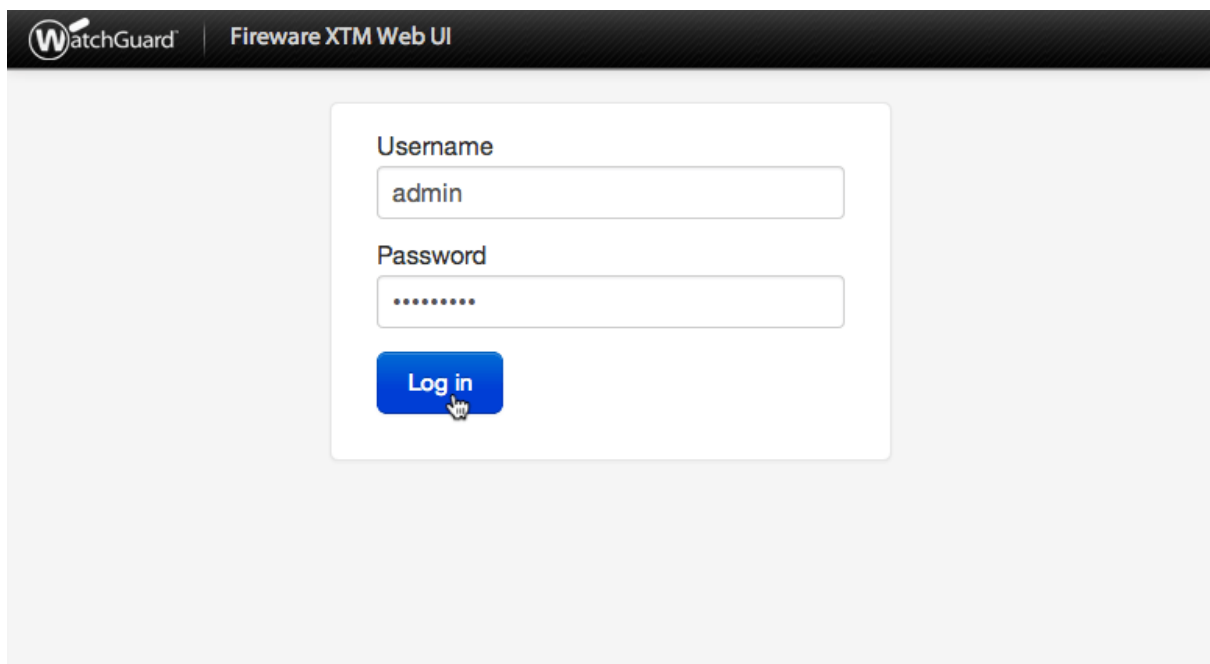 WatchGuard Fireware XTM Web UI
Username
admin
Password
•••••••••
Log in